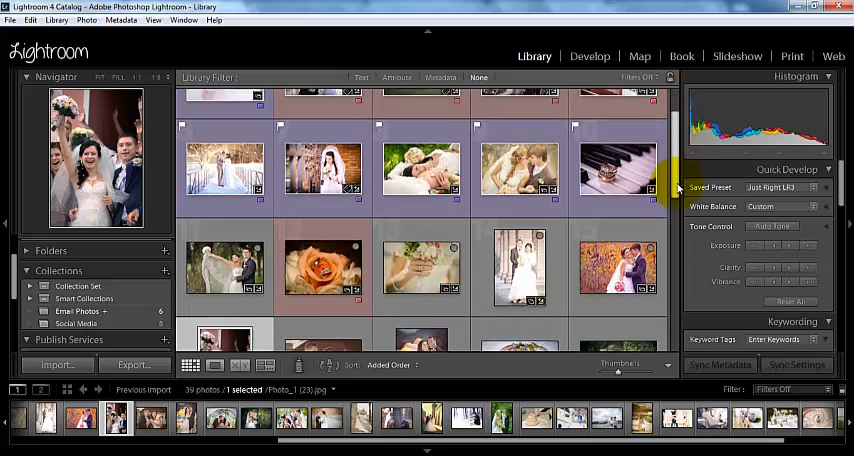 Lightroom 4 Catalog - Adobe Photoshop Lightroom - Library
File Edit Library Photo Metadata View Window Help
Lightroom
Library Develop Map Book Slideshow Print Web
Navigator FIT FILL 1:1 1:8
Library Filter: Text Attribute Metadata None Filters Off
Histogram
Quick Develop
Saved Preset Just Right LR3
White Balance Custom
Tone Control Auto Tone
Exposure
Clarity
Vibrance
Reset All
Folders
Collections
Collection Set
Smart Collections
Email Photos + 6
Social Media 8
Publish Services
Keywording
Keyword Tags Enter Keywords
Import... Export...
Sort: Added Order
Thumbnails
Sync Metadata Sync Settings
1 2 Previous Import 39 photos /1 selected /Photo_1 (23).jpg
Filter : Filters Off